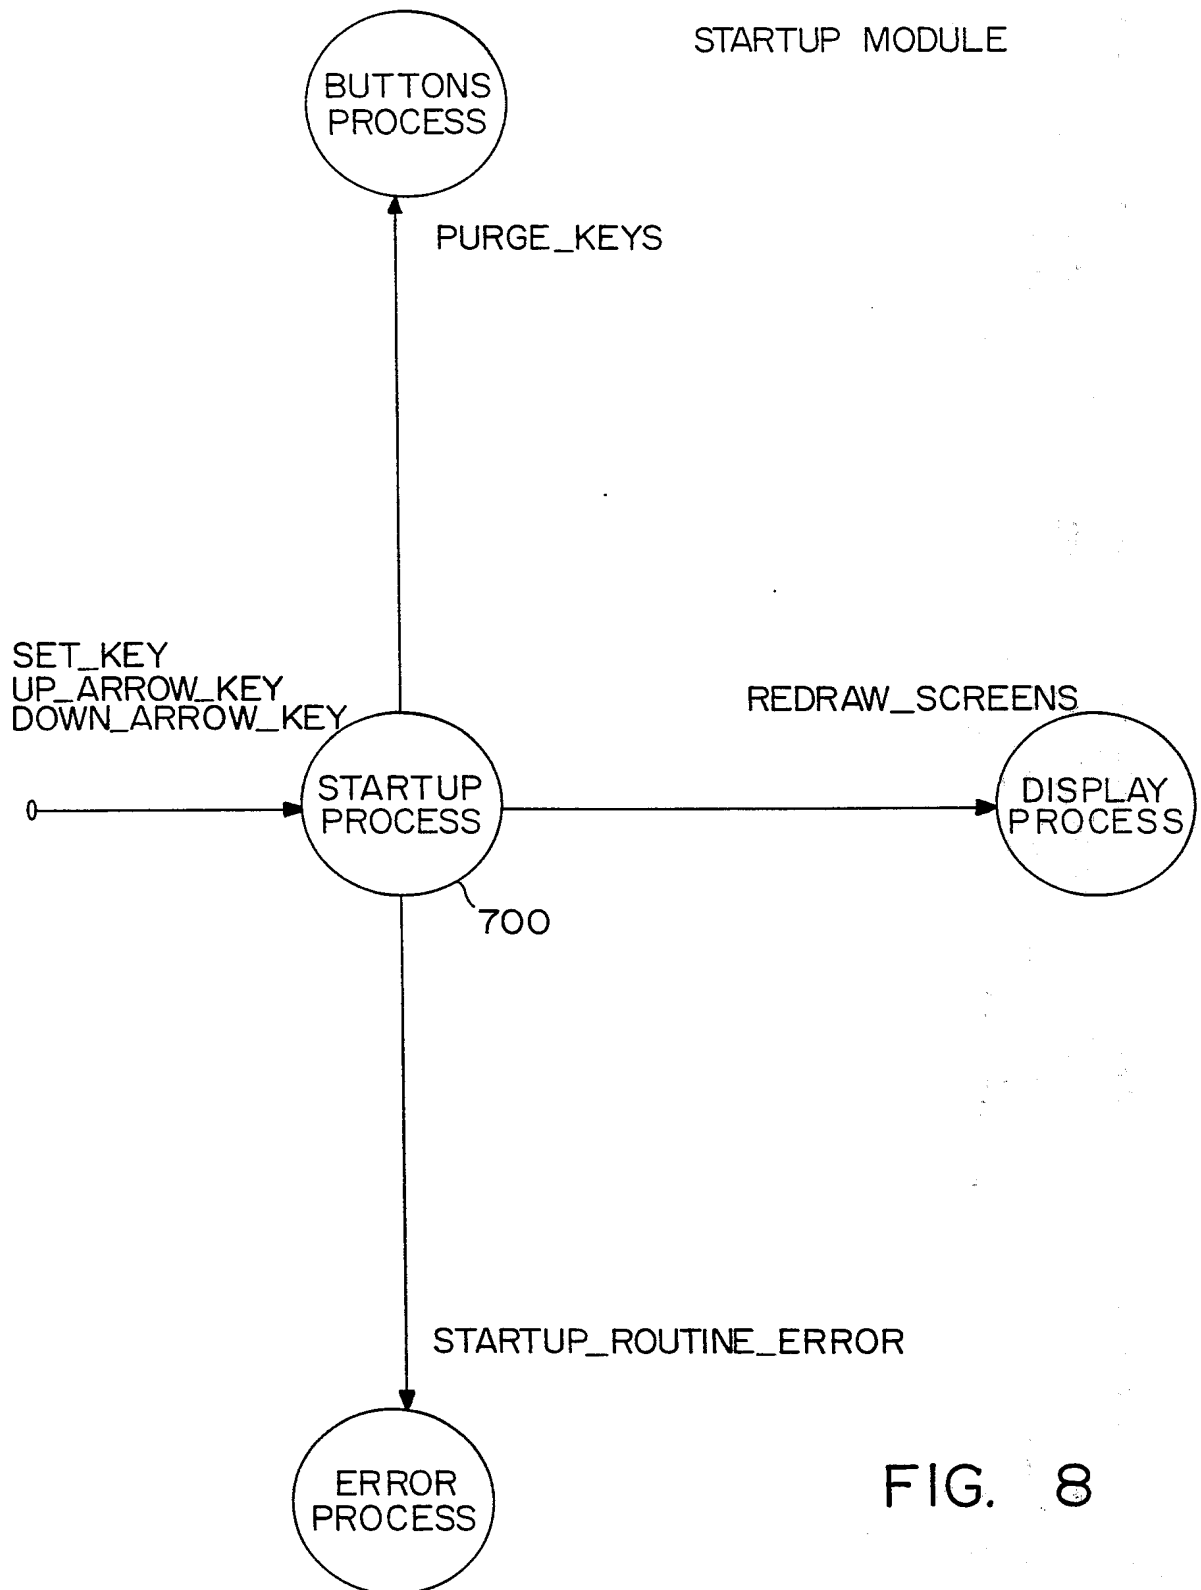 STARTUP MODULE
BUTTONS
PROCESS
PURGE_KEYS
SET_KEY
UP_ARROW_KEY
DOWN_ARROW_KEY
REDRAW_SCREENS
STARTUP
PROCESS
DISPLAY
PROCESS
700
STARTUP_ROUTINE_ERROR
ERROR
PROCESS
FIG. 8